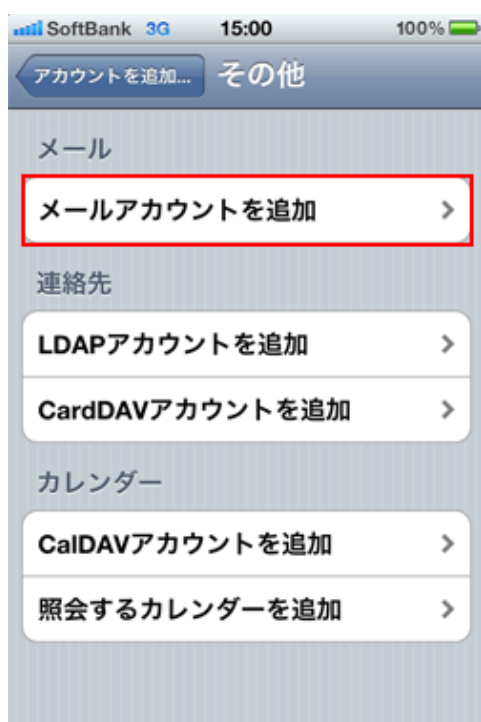 SoftBank 3G 15:00 100%
アカウントを追加... その他
メール
メールアカウントを追加
連絡先
LDAPアカウントを追加
CardDAVアカウントを追加
カレンダー
CalDAVアカウントを追加
照会するカレンダーを追加